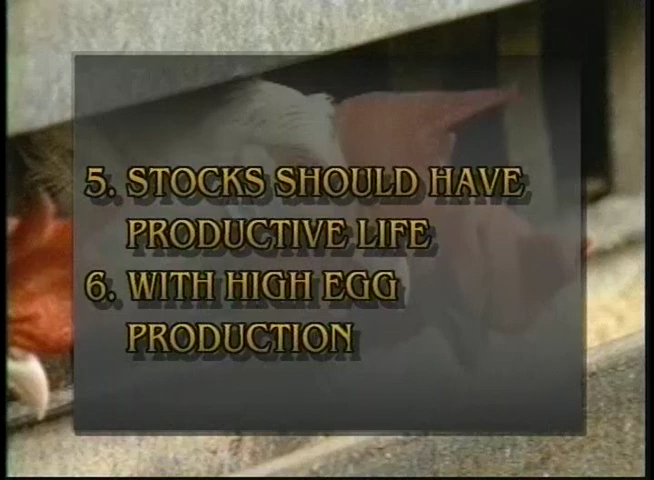 5. STOCKS SHOULD HAVE
PRODUCTIVE LIFE
6. WITH HIGH EGG
PRODUCTION